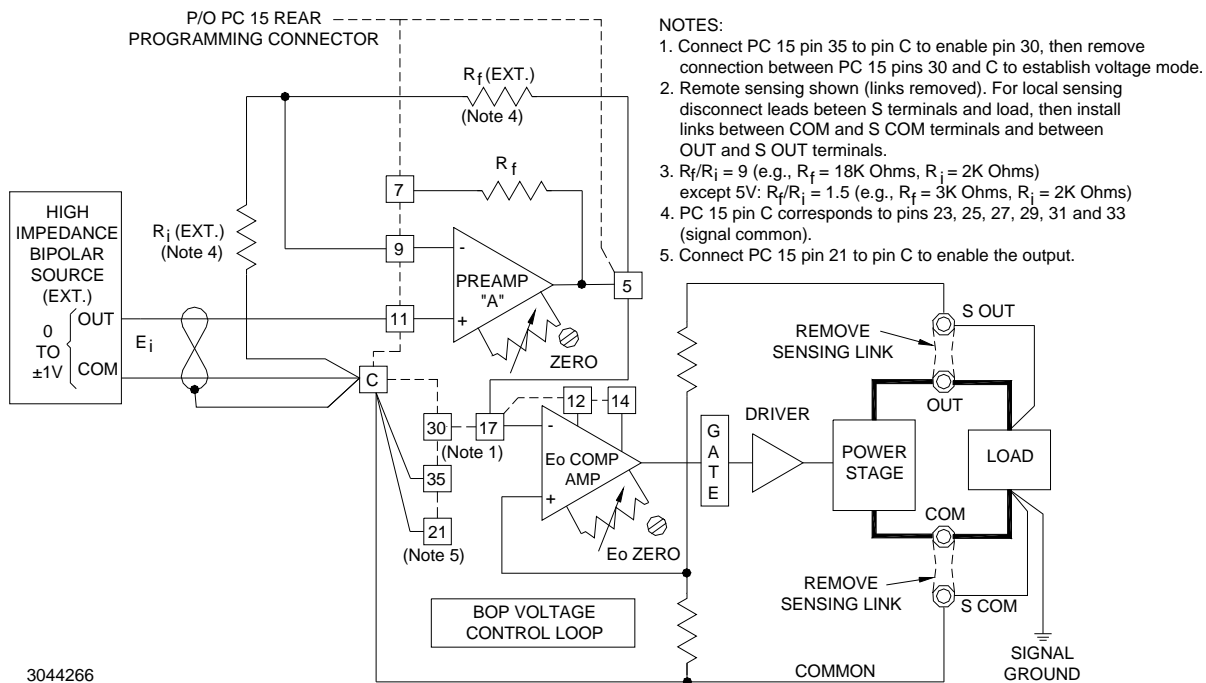 P/O PC 15 REAR
PROGRAMMING CONNECTOR
NOTES:
1. Connect PC 15 pin 35 to pin C to enable pin 30, then remove
connection between PC 15 pins 30 and C to establish voltage mode.
2. Remote sensing shown (links removed). For local sensing
disconnect leads beteen S terminals and load, then install
links between COM and S COM terminals and between
OUT and S OUT terminals.
3. Rf/Ri = 9 (e.g., Rf = 18K Ohms, Ri = 2K Ohms)
except 5V: Rf/Ri = 1.5 (e.g., Rf = 3K Ohms, Ri = 2K Ohms)
4. PC 15 pin C corresponds to pins 23, 25, 27, 29, 31 and 33
(signal common).
5. Connect PC 15 pin 21 to pin C to enable the output.
Rf (EXT.)
(Note 4)
Rf
7
HIGH
IMPEDANCE
BIPOLAR
SOURCE
(EXT.)
OUT
0
TO
±1V
COM
Ei
Ri (EXT.)
(Note 4)
9
-
PREAMP
"A"
5
11
+
ZERO
C
30
(Note 1)
17
12
14
35
21
(Note 5)
-
Eo COMP
AMP
+
Eo ZERO
GATE
DRIVER
POWER
STAGE
LOAD
S OUT
REMOVE
SENSING LINK
OUT
COM
REMOVE
SENSING LINK
S COM
BOP VOLTAGE
CONTROL LOOP
SIGNAL
GROUND
COMMON
3044266